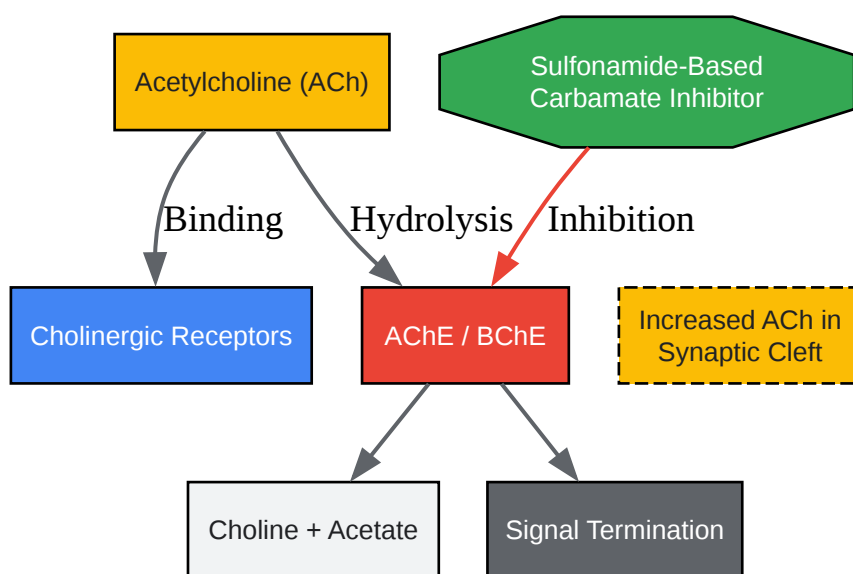 Acetylcholine (ACh)
Sulfonamide-Based
Carbamate Inhibitor
Binding
Hydrolysis
Inhibition
Cholinergic Receptors
AChE / BChE
Increased ACh in
Synaptic Cleft
Choline + Acetate
Signal Termination